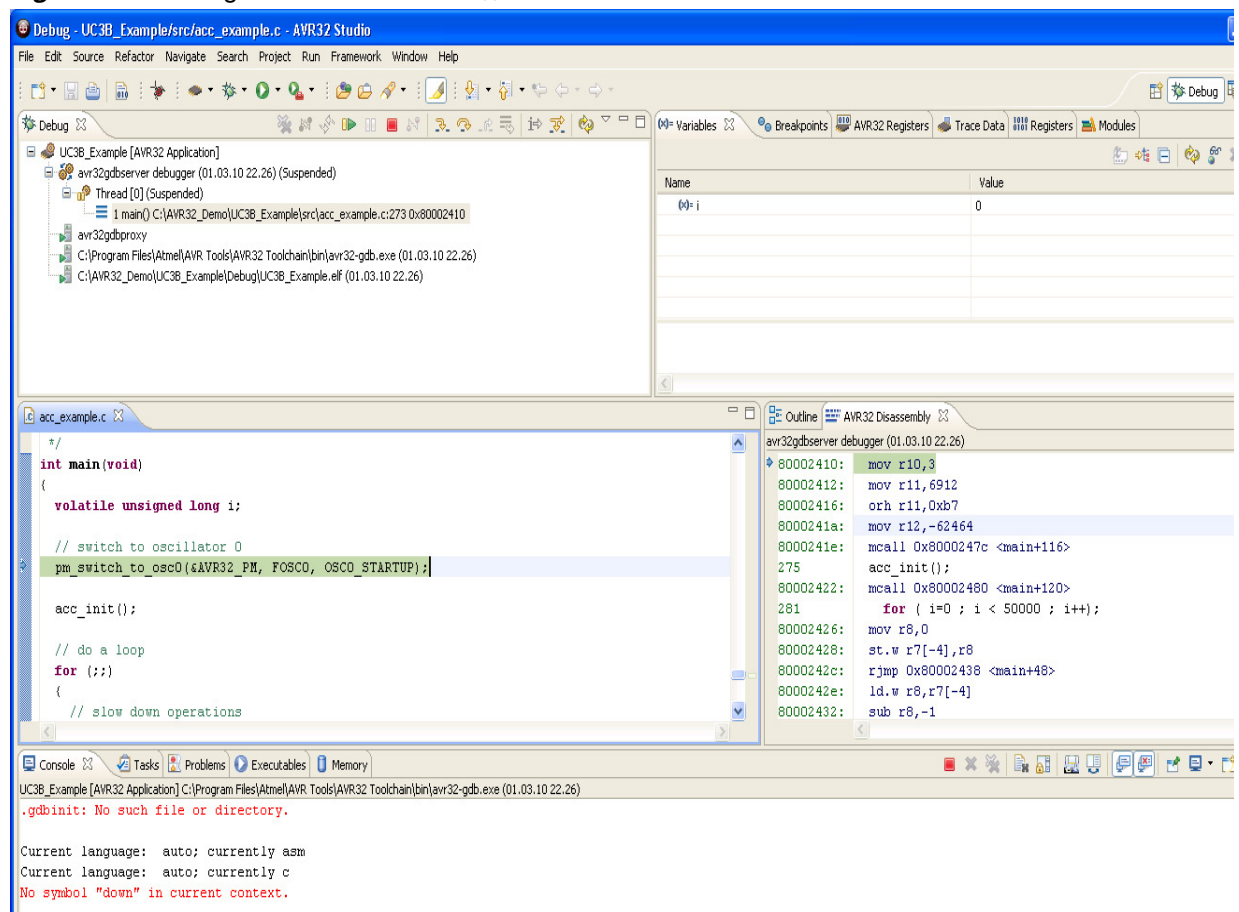 Debug - UC3B_Example/src/acc_example.c - AVR32 Studio
File Edit Source Refactor Navigate Search Project Run Framework Window Help
Debug
Debug
UC3B_Example [AVR32 Application]
avr32gdbserver debugger (01.03.10 22.26) (Suspended)
Thread [0] (Suspended)
1 main() C:\AVR32_Demo\UC3B_Example\src\acc_example.c:273 0x80002410
avr32gdbproxy
C:\Program Files\Atmel\AVR Tools\AVR32 Toolchain\bin\avr32-gdb.exe (01.03.10 22.26)
C:\AVR32_Demo\UC3B_Example\Debug\UC3B_Example.elf (01.03.10 22.26)
(x)= Variables Breakpoints AVR32 Registers Trace Data Registers Modules
Name Value
(x)= i 0
acc_example.c
*/
int main(void)
{
volatile unsigned long i;
// switch to oscillator 0
pm_switch_to_osc0(&AVR32_PM, FOSC0, OSC0_STARTUP);
acc_init();
// do a loop
for (;;)
{
// slow down operations
Outline AVR32 Disassembly
avr32gdbserver debugger (01.03.10 22.26)
80002410: mov r10,3
80002412: mov r11,6912
80002416: orh r11,0xb7
8000241a: mov r12,-62464
8000241e: mcall 0x8000247c <main+116>
275 acc_init();
80002422: mcall 0x80002480 <main+120>
281 for ( i=0 ; i < 50000 ; i++);
80002426: mov r8,0
80002428: st.w r7[-4],r8
8000242c: rjmp 0x80002438 <main+48>
8000242e: ld.w r8,r7[-4]
80002432: sub r8,-1
Console Tasks Problems Executables Memory
UC3B_Example [AVR32 Application] C:\Program Files\Atmel\AVR Tools\AVR32 Toolchain\bin\avr32-gdb.exe (01.03.10 22.26)
.gdbinit: No such file or directory.
Current language: auto; currently asm
Current language: auto; currently c
No symbol "down" in current context.